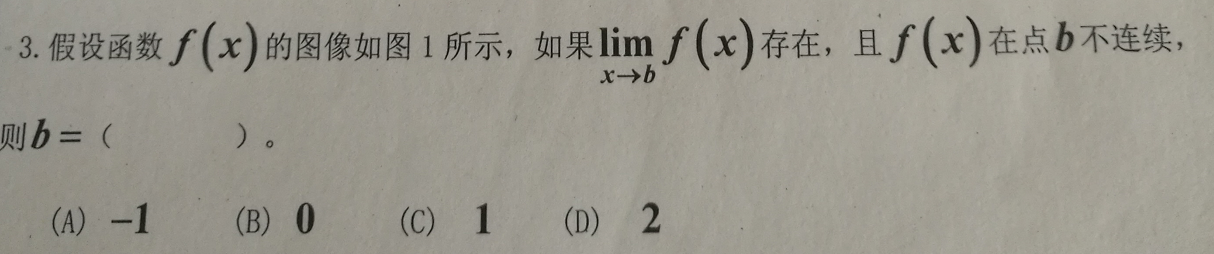 3. 假设函数 f(x) 的图像如图 1 所示，如果 lim f(x) 存在，且 f(x) 在点 b 不连续，
x→b
则 b = （ ）。
(A) −1 (B) 0 (C) 1 (D) 2